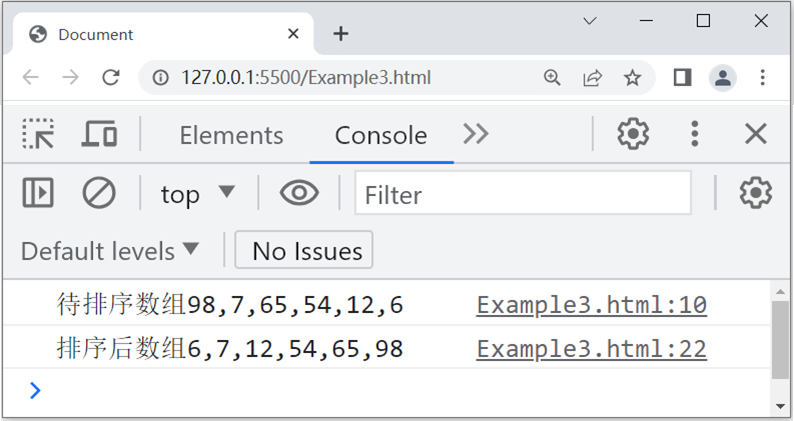 Document
127.0.0.1:5500/Example3.html
Elements Console
top Filter
Default levels No Issues
待排序数组98,7,65,54,12,6 Example3.html:10
排序后数组6,7,12,54,65,98 Example3.html:22